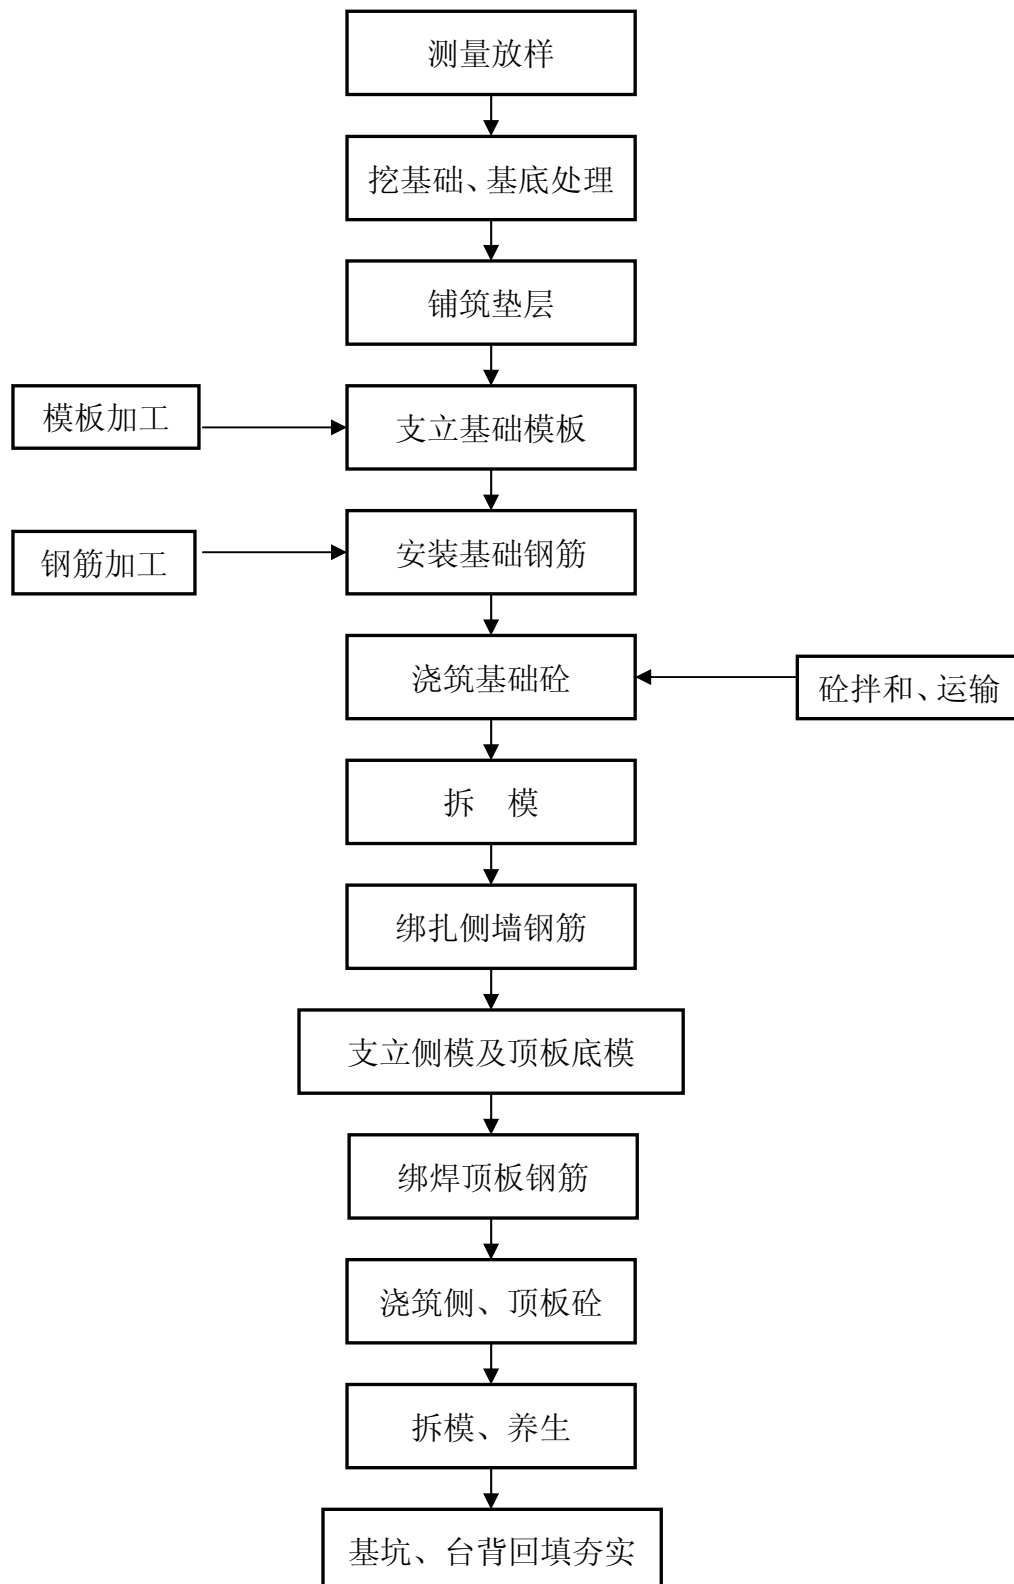 测量放样
挖基础、基底处理
铺筑垫层
模板加工
支立基础模板
钢筋加工
安装基础钢筋
浇筑基础砼
砼拌和、运输
拆　模
绑扎侧墙钢筋
支立侧模及顶板底模
绑焊顶板钢筋
浇筑侧、顶板砼
拆模、养生
基坑、台背回填夯实